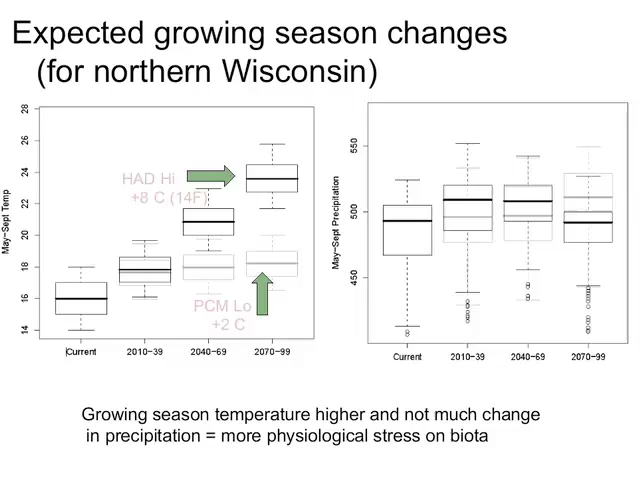 Expected growing season changes
(for northern Wisconsin)
May-Sept Temp
28
26
24
22
20
18
16
14
HAD Hi
+8 C (14F)
PCM Lo
+2 C
Current
2010-39
2040-69
2070-99
May-Sept Precipitation
550
500
450
Current
2010-39
2040-69
2070-99
Growing season temperature higher and not much change
in precipitation = more physiological stress on biota